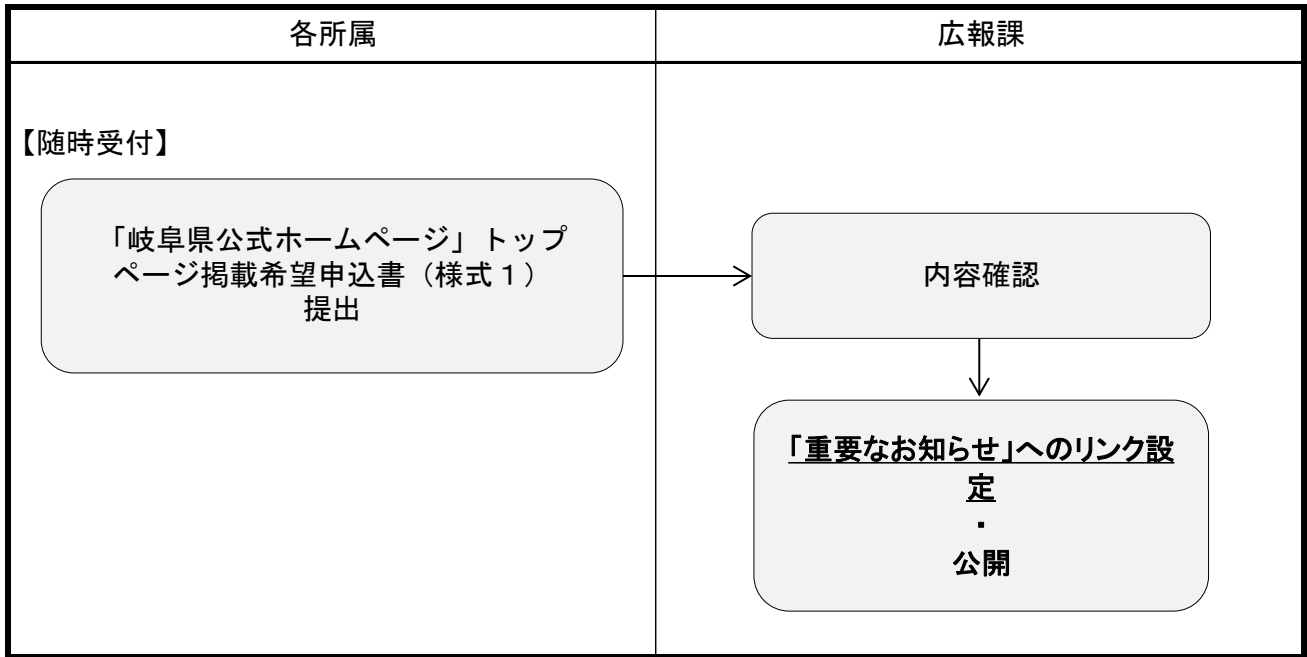 各所属
広報課
【随時受付】
「岐阜県公式ホームページ」トップ
ページ掲載希望申込書（様式１）
提出
内容確認
「重要なお知らせ」へのリンク設
定
・
公開